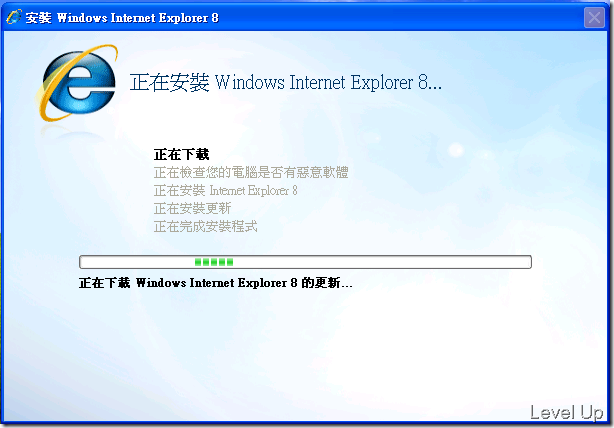 安裝 Windows Internet Explorer 8
正在安裝 Windows Internet Explorer 8...
正在下載
正在檢查您的電腦是否有惡意軟體
正在安裝 Internet Explorer 8
正在安裝更新
正在完成安裝程式
正在下載 Windows Internet Explorer 8 的更新...
Level Up